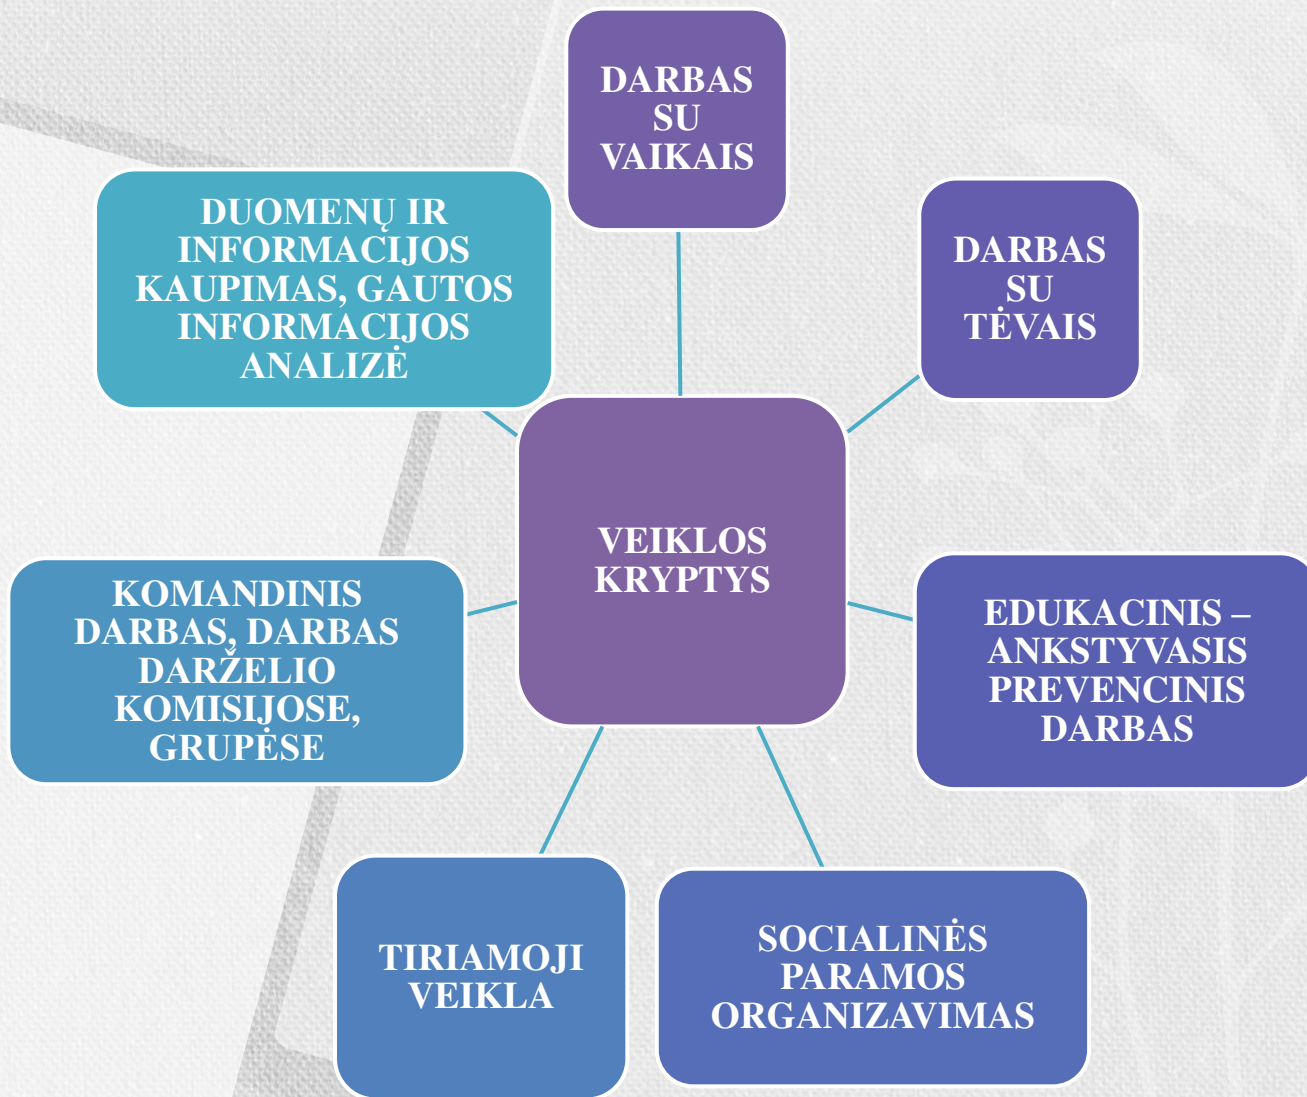 DARBAS
SU
VAIKAIS
DARBAS
SU
TĖVAIS
EDUKACINIS –
ANKSTYVASIS
PREVENCINIS
DARBAS
SOCIALINĖS
PARAMOS
ORGANIZAVIMAS
TIRIAMOJI
VEIKLA
KOMANDINIS
DARBAS, DARBAS
DARŽELIO
KOMISIJOSE,
GRUPĖSE
DUOMENŲ IR
INFORMACIJOS
KAUPIMAS, GAUTOS
INFORMACIJOS
ANALIZĖ
VEIKLOS
KRYPTYS